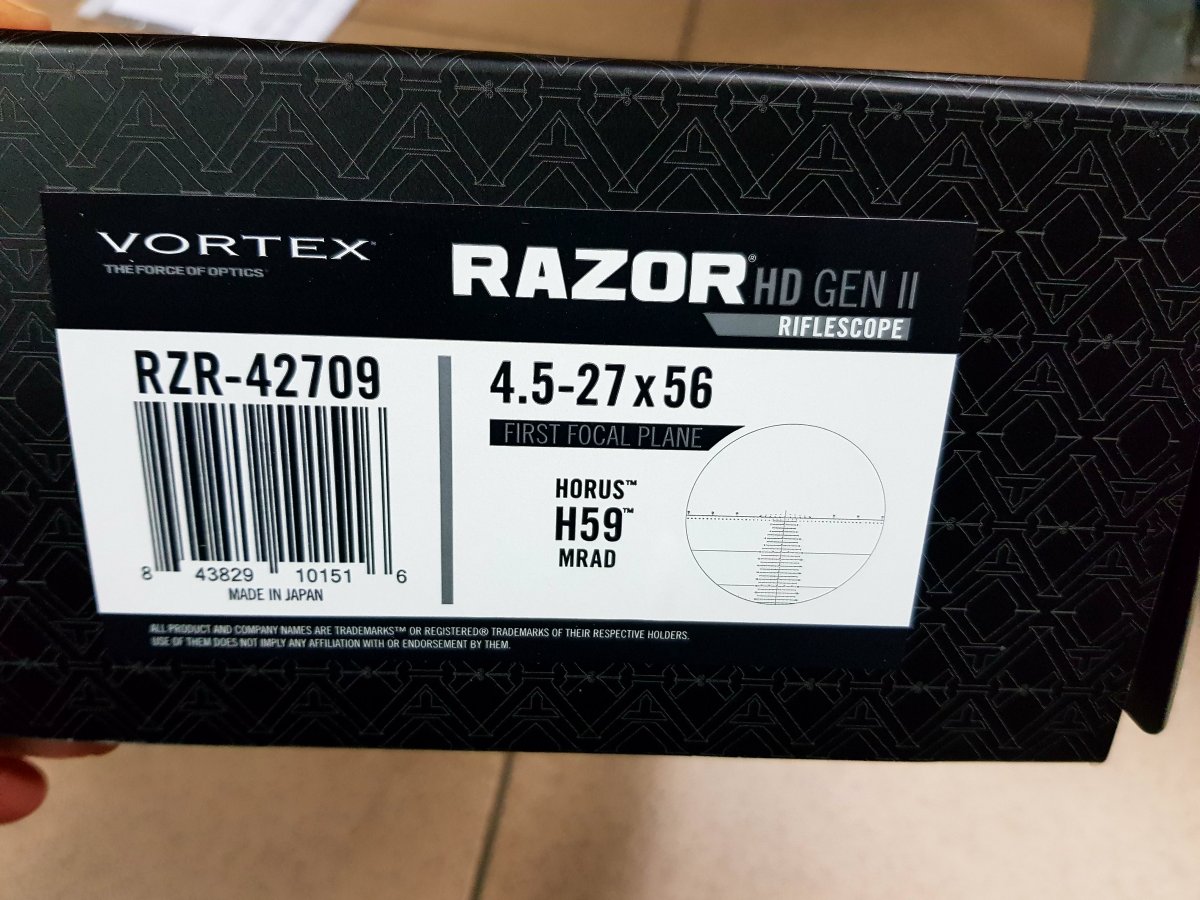 VORTEX™
THE FORCE OF OPTICS®
RAZOR® HD GEN II
RIFLESCOPE
RZR-42709
8 43829 10151 6
MADE IN JAPAN
4.5-27x56
FIRST FOCAL PLANE
HORUS™
H59™
MRAD
ALL PRODUCT AND COMPANY NAMES ARE TRADEMARKS™ OR REGISTERED® TRADEMARKS OF THEIR RESPECTIVE HOLDERS.
USE OF THEM DOES NOT IMPLY ANY AFFILIATION WITH OR ENDORSEMENT BY THEM.